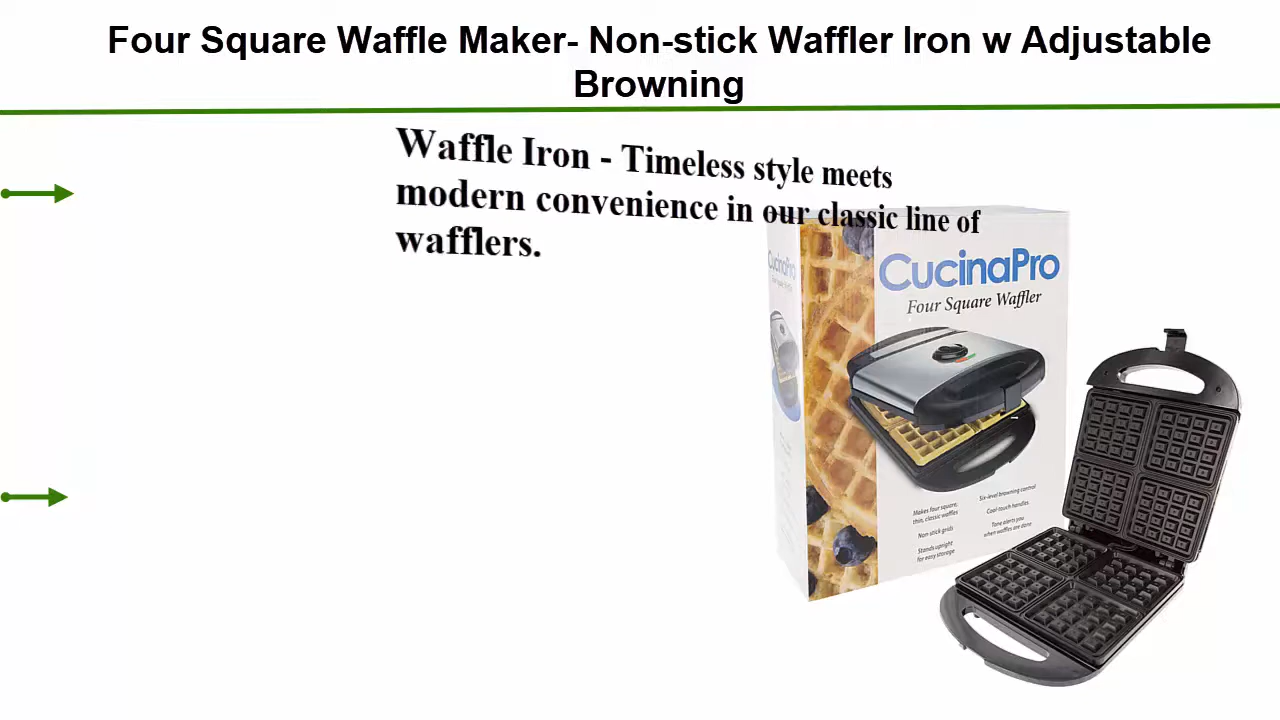 Four Square Waffle Maker- Non-stick Waffler Iron w Adjustable
Browning
Waffle Iron - Timeless style meets
modern convenience in our classic line of
wafflers.
CucinaPro
CucinaPro
Four Square Waffler
Makes four square,
thin, classic waffles
Non stick grids
Stands upright
for easy storage
Six-level browning control
Cool touch handles
Tone alerts you
when waffles are done